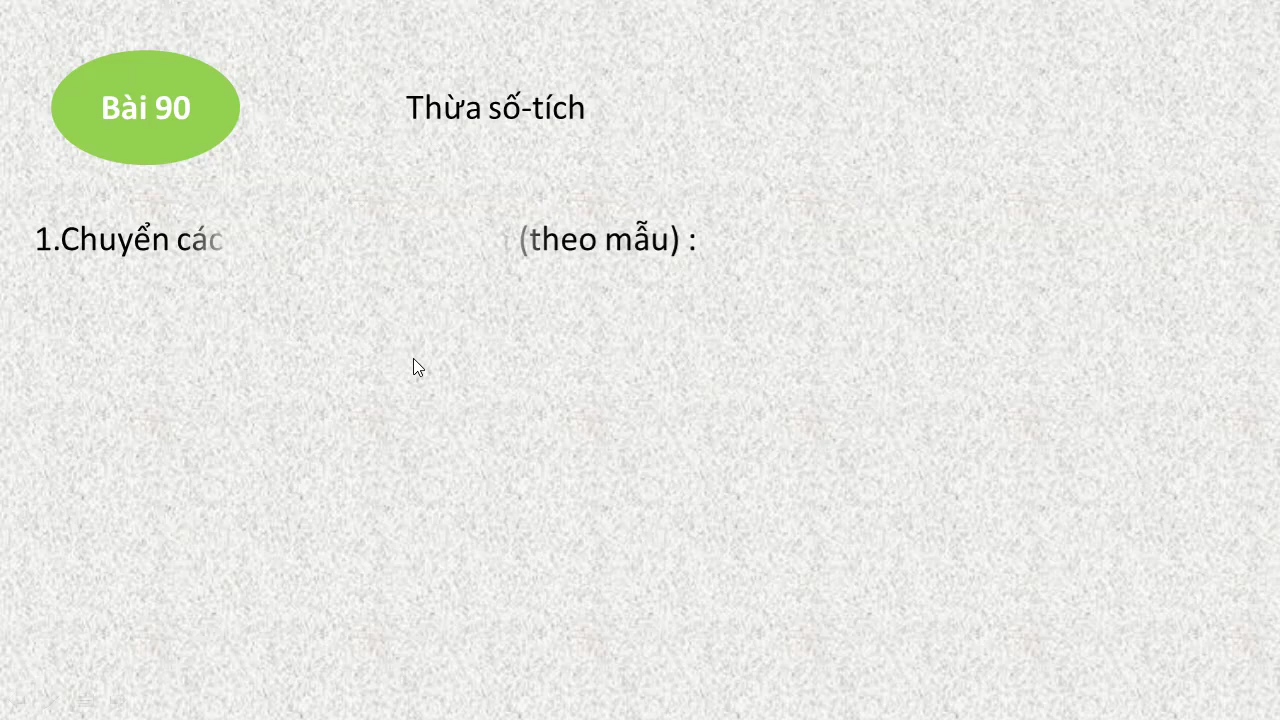 Bài 90
Thừa số-tích
1.Chuyển các (theo mẫu) :